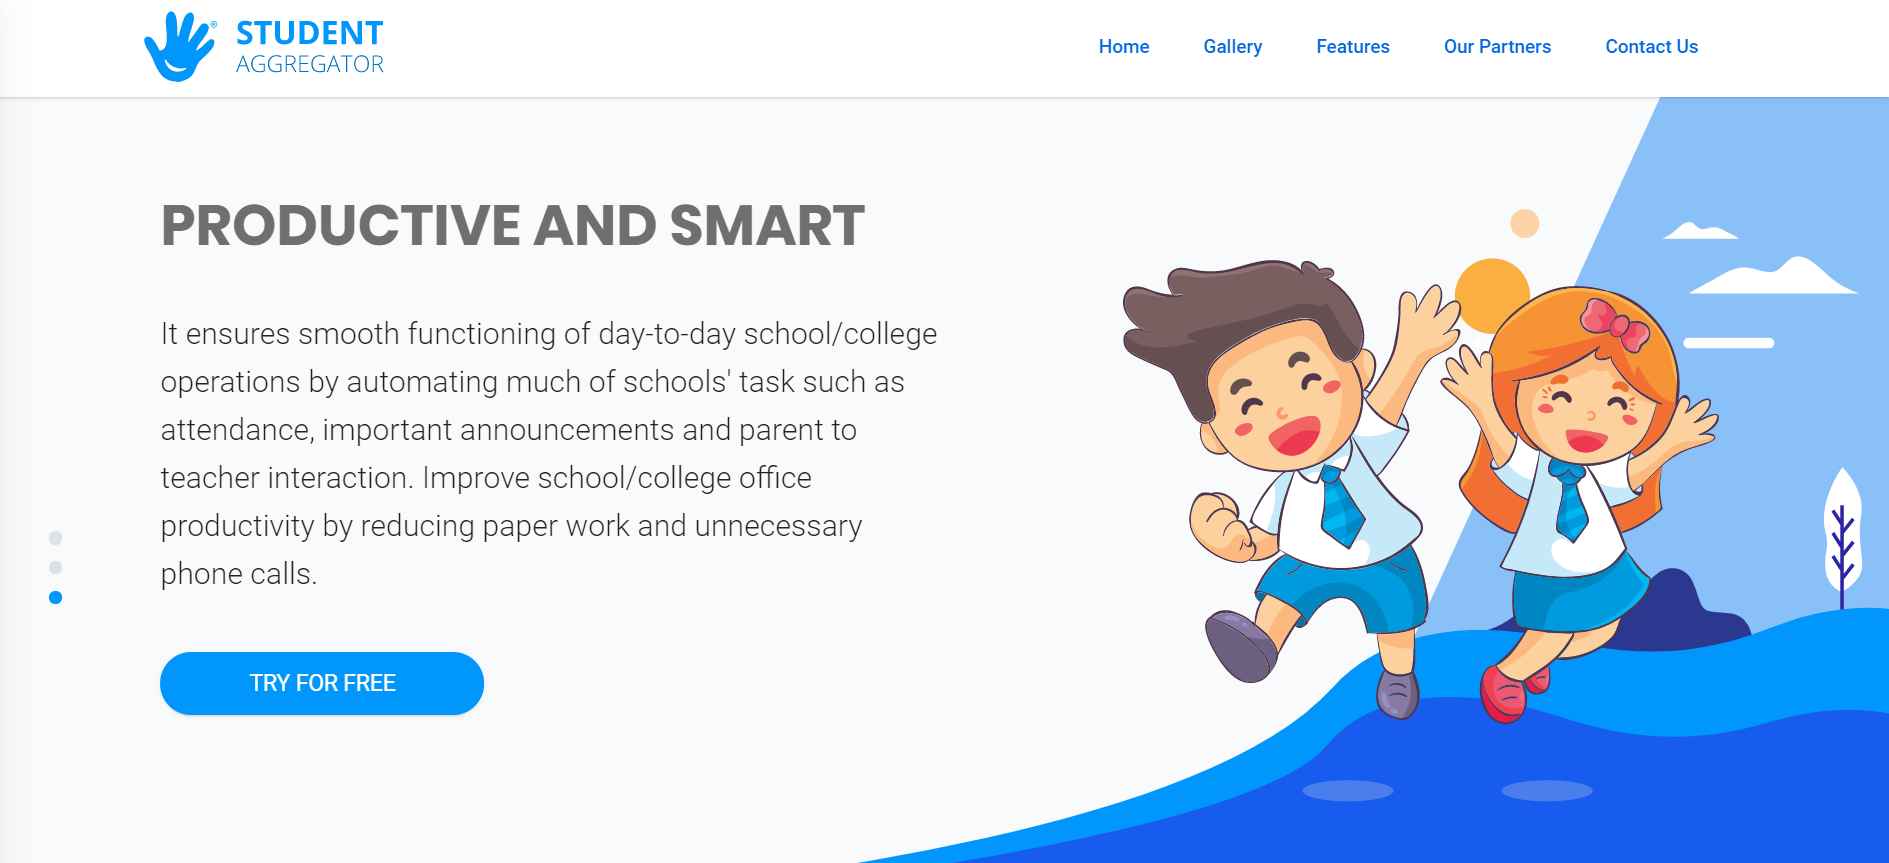 STUDENT
AGGREGATOR
®
Home Gallery Features Our Partners Contact Us
PRODUCTIVE AND SMART
It ensures smooth functioning of day-to-day school/college
operations by automating much of schools' task such as
attendance, important announcements and parent to
teacher interaction. Improve school/college office
productivity by reducing paper work and unnecessary
phone calls.
TRY FOR FREE